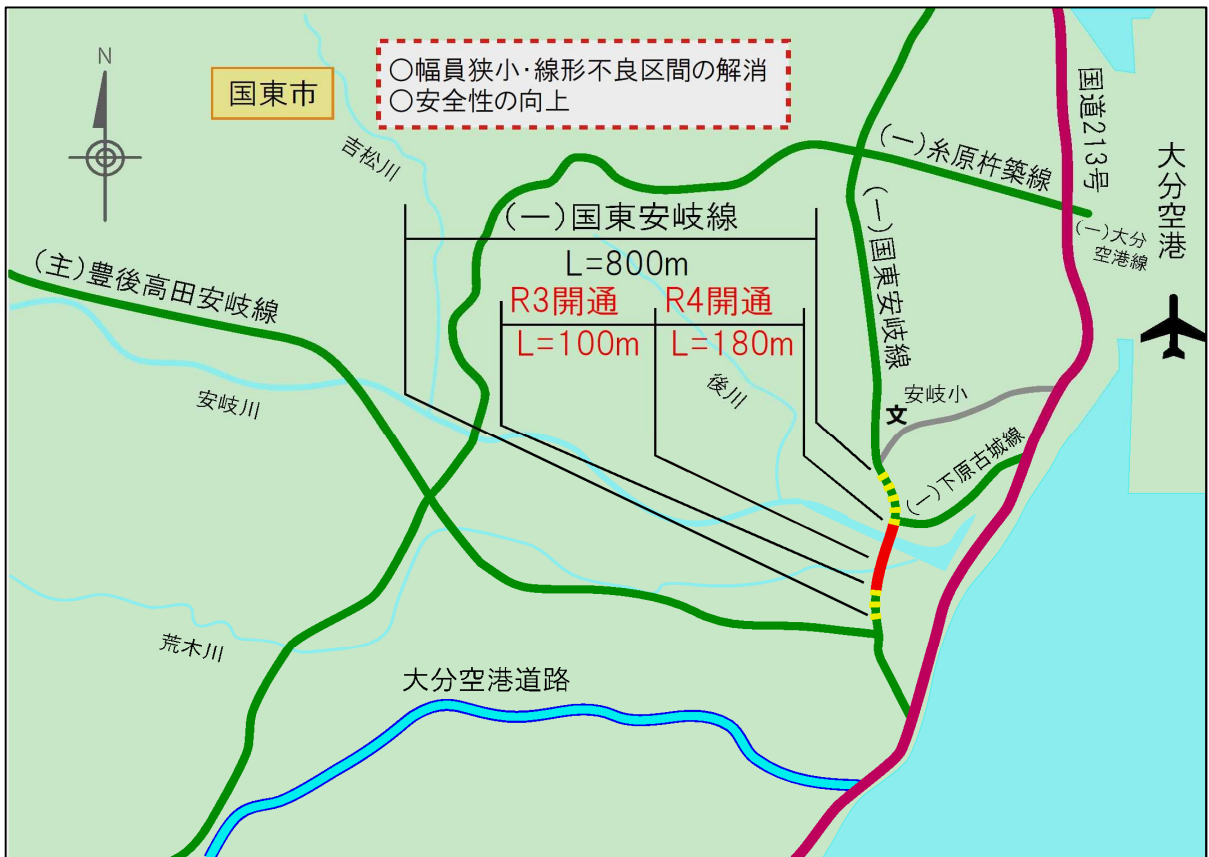 N
国東市
○幅員狭小・線形不良区間の解消
○安全性の向上
吉松川
国道213号
大分空港
(一)糸原杵築線
(一)国東安岐線
L=800m
(一)国東安岐線
(一)大分
空港線
(主)豊後高田安岐線
R3開通
R4開通
L=100m
L=180m
安岐川
後川
安岐小
文
(一)下原古城線
荒木川
大分空港道路